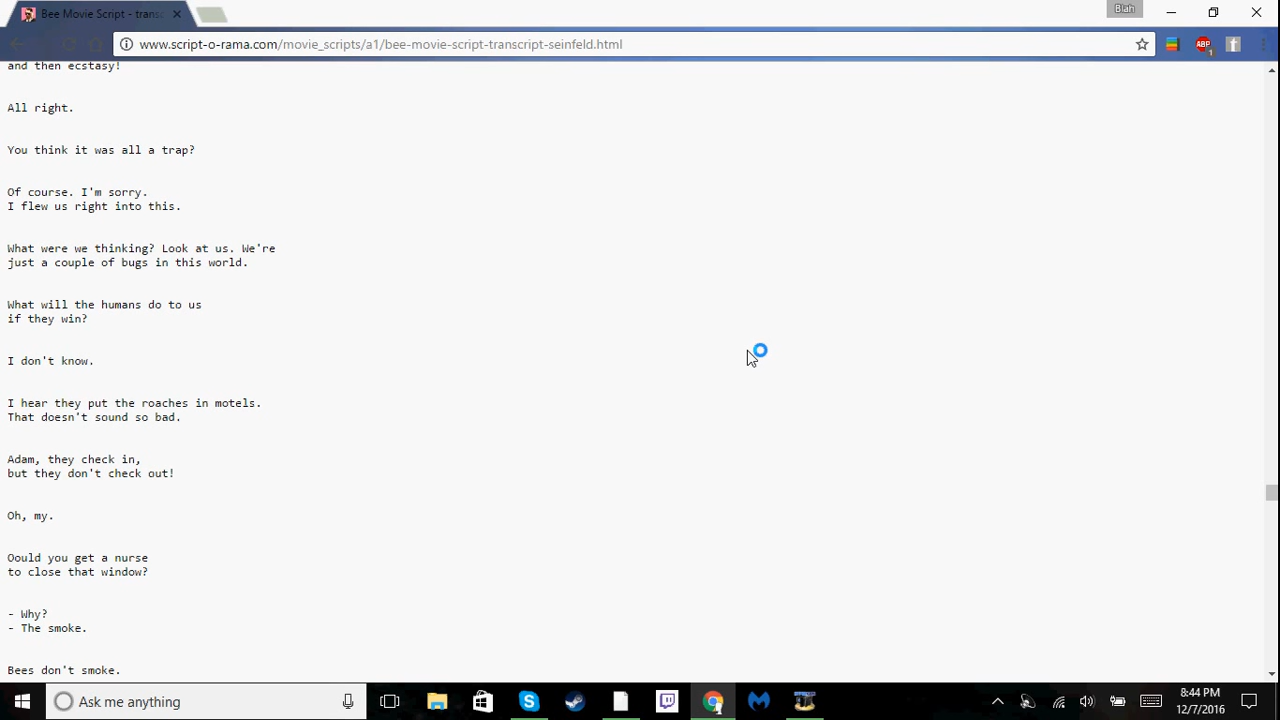 Bee Movie Script - transc
Blah
www.script-o-rama.com/movie_scripts/a1/bee-movie-script-transcript-seinfeld.html
ABP
1
and then ecstasy!
All right.
You think it was all a trap?
Of course. I'm sorry.
I flew us right into this.
What were we thinking? Look at us. We're
just a couple of bugs in this world.
What will the humans do to us
if they win?
I don't know.
I hear they put the roaches in motels.
That doesn't sound so bad.
Adam, they check in,
but they don't check out!
Oh, my.
Oould you get a nurse
to close that window?
- Why?
- The smoke.
Bees don't smoke.
Ask me anything
8:44 PM
12/7/2016